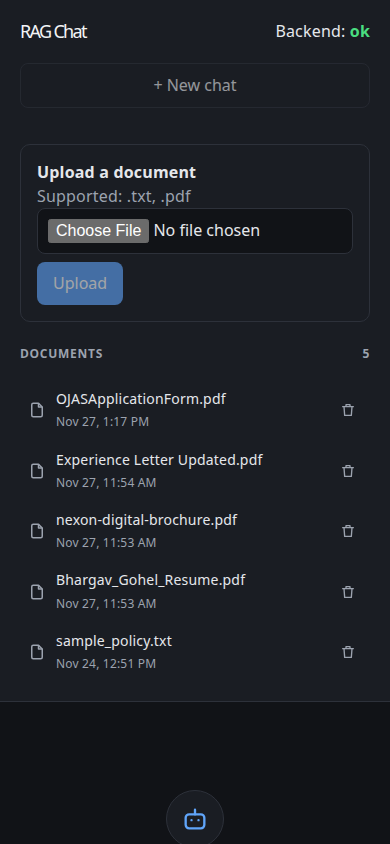 RAG Chat
Backend: ok
+ New chat
Upload a document
Supported: .txt, .pdf
Choose File No file chosen
Upload
DOCUMENTS 5
OJASApplicationForm.pdf
Nov 27, 1:17 PM
Experience Letter Updated.pdf
Nov 27, 11:54 AM
nexon-digital-brochure.pdf
Nov 27, 11:53 AM
Bhargav_Gohel_Resume.pdf
Nov 27, 11:53 AM
sample_policy.txt
Nov 24, 12:51 PM